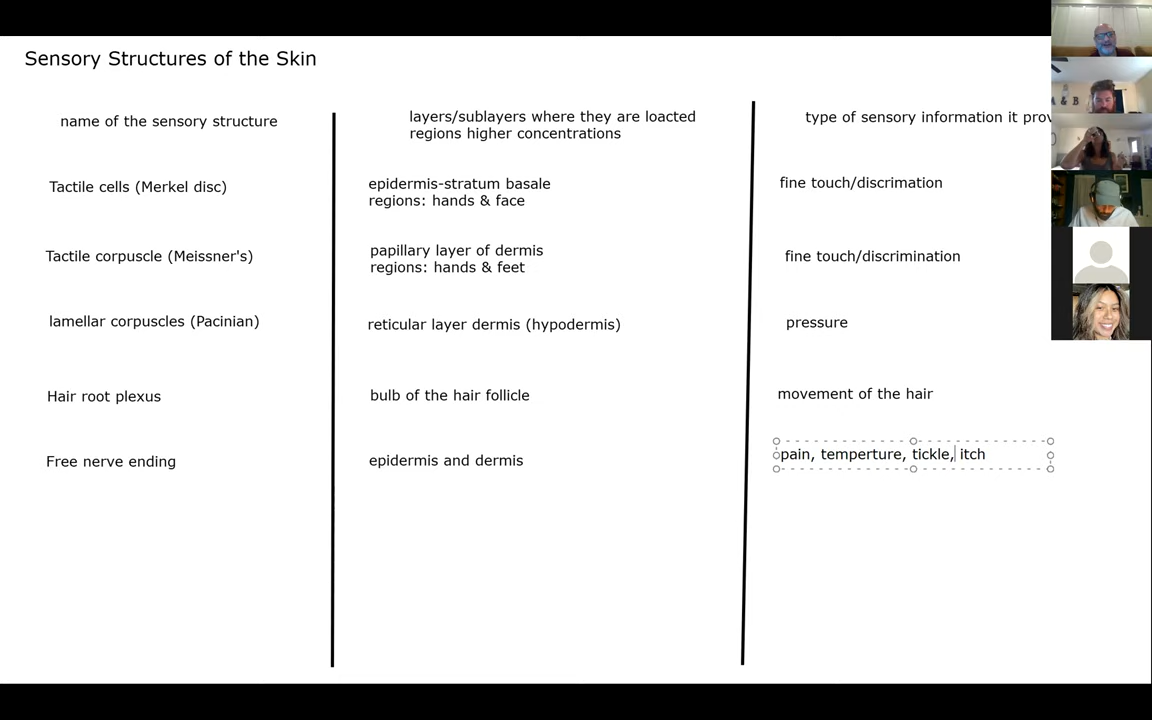 Sensory Structures of the Skin
name of the sensory structure
layers/sublayers where they are loacted
regions higher concentrations
type of sensory information it prov
Tactile cells (Merkel disc)
epidermis-stratum basale
regions: hands & face
fine touch/discrimation
Tactile corpuscle (Meissner's)
papillary layer of dermis
regions: hands & feet
fine touch/discrimination
lamellar corpuscles (Pacinian)
reticular layer dermis (hypodermis)
pressure
Hair root plexus
bulb of the hair follicle
movement of the hair
Free nerve ending
epidermis and dermis
pain, temperture, tickle, itch
& B